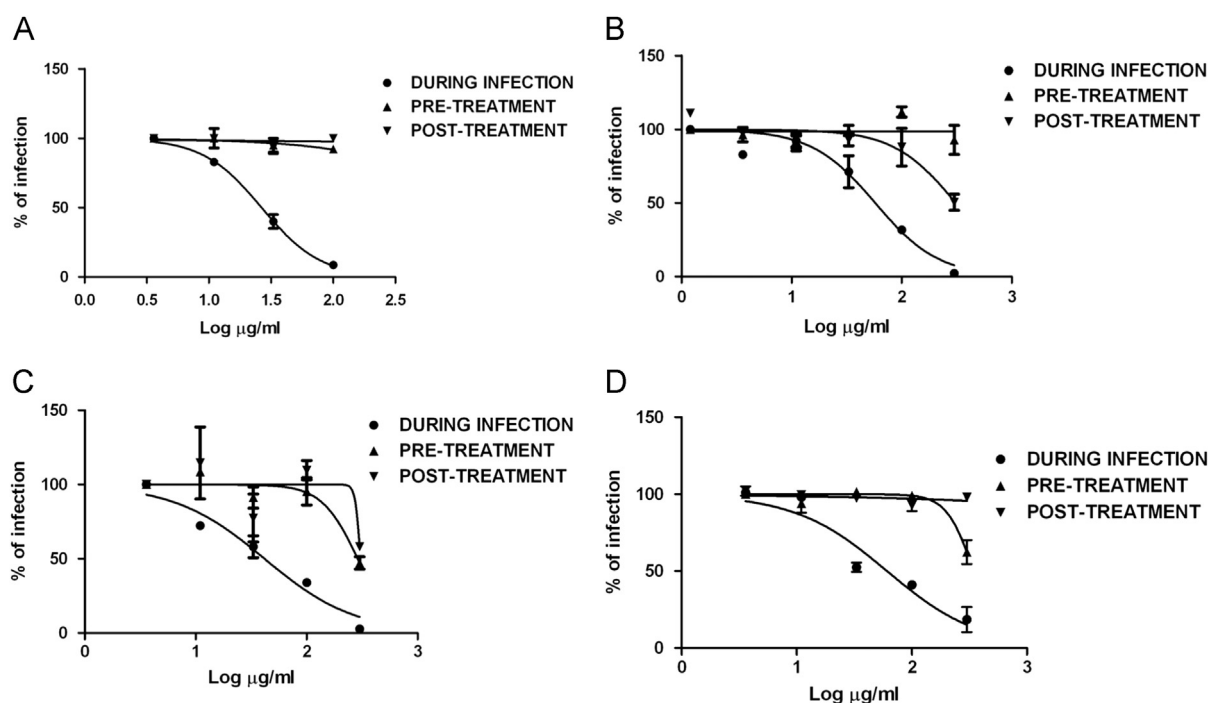 A
150
100
50
0
% of infection
0.0 0.5 1.0 1.5 2.0 2.5
Log µg/ml
DURING INFECTION
PRE-TREATMENT
POST-TREATMENT
B
150
100
50
0
% of infection
0 1 2 3
Log µg/ml
DURING INFECTION
PRE-TREATMENT
POST-TREATMENT
C
150
100
50
0
% of infection
0 1 2 3
Log µg/ml
DURING INFECTION
PRE-TREATMENT
POST-TREATMENT
D
150
100
50
0
% of infection
0 1 2 3
Log µg/ml
DURING INFECTION
PRE-TREATMENT
POST-TREATMENT